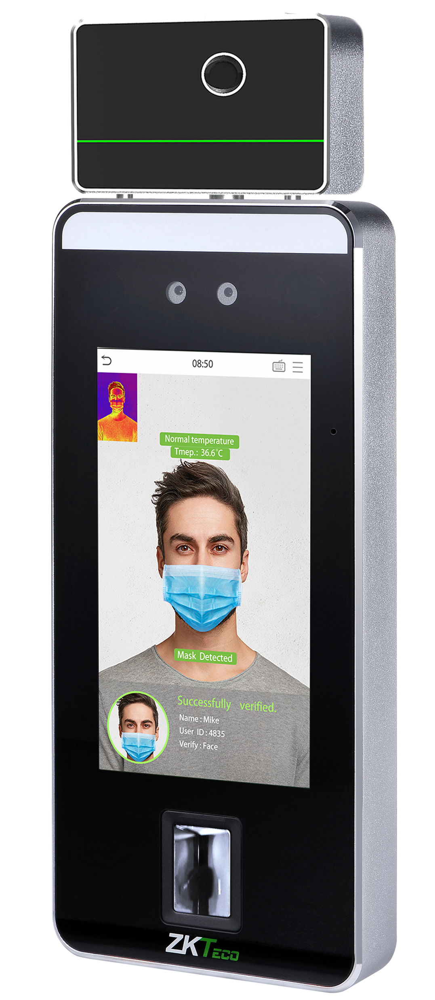 08:50
Normal temperature
Tmep.: 36.6°C
Mask Detected
Successfully verified.
Name : Mike
User ID : 4835
Verify : Face
ZKTECO